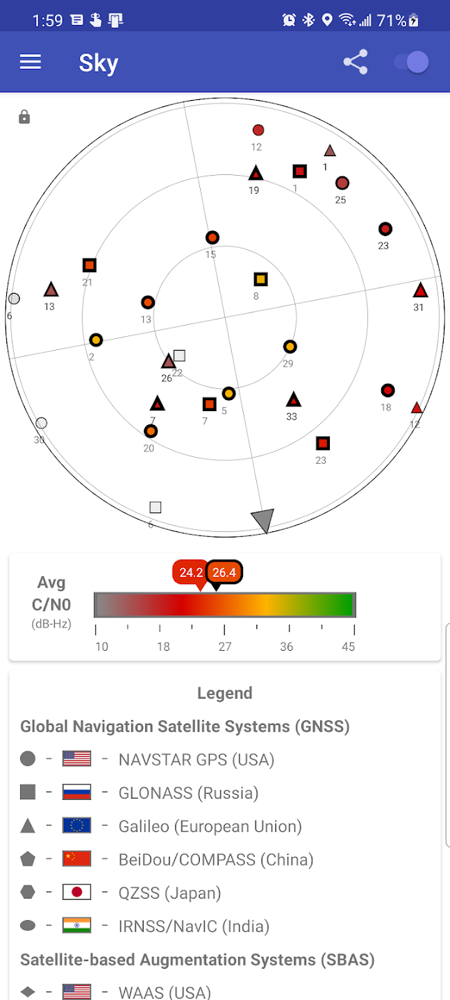 1:59 71%
Sky
12
1
19
1
25
23
15
21
8
13
31
6
13
2
29
26
22
5
18
7
7
33
12
30
20
23
6
24.2 26.4
Avg
C/N0
(dB-Hz)
10 18 27 36 45
Legend
Global Navigation Satellite Systems (GNSS)
- - NAVSTAR GPS (USA)
- - GLONASS (Russia)
- - Galileo (European Union)
- - BeiDou/COMPASS (China)
- - QZSS (Japan)
- - IRNSS/NavIC (India)
Satellite-based Augmentation Systems (SBAS)
- - WAAS (USA)